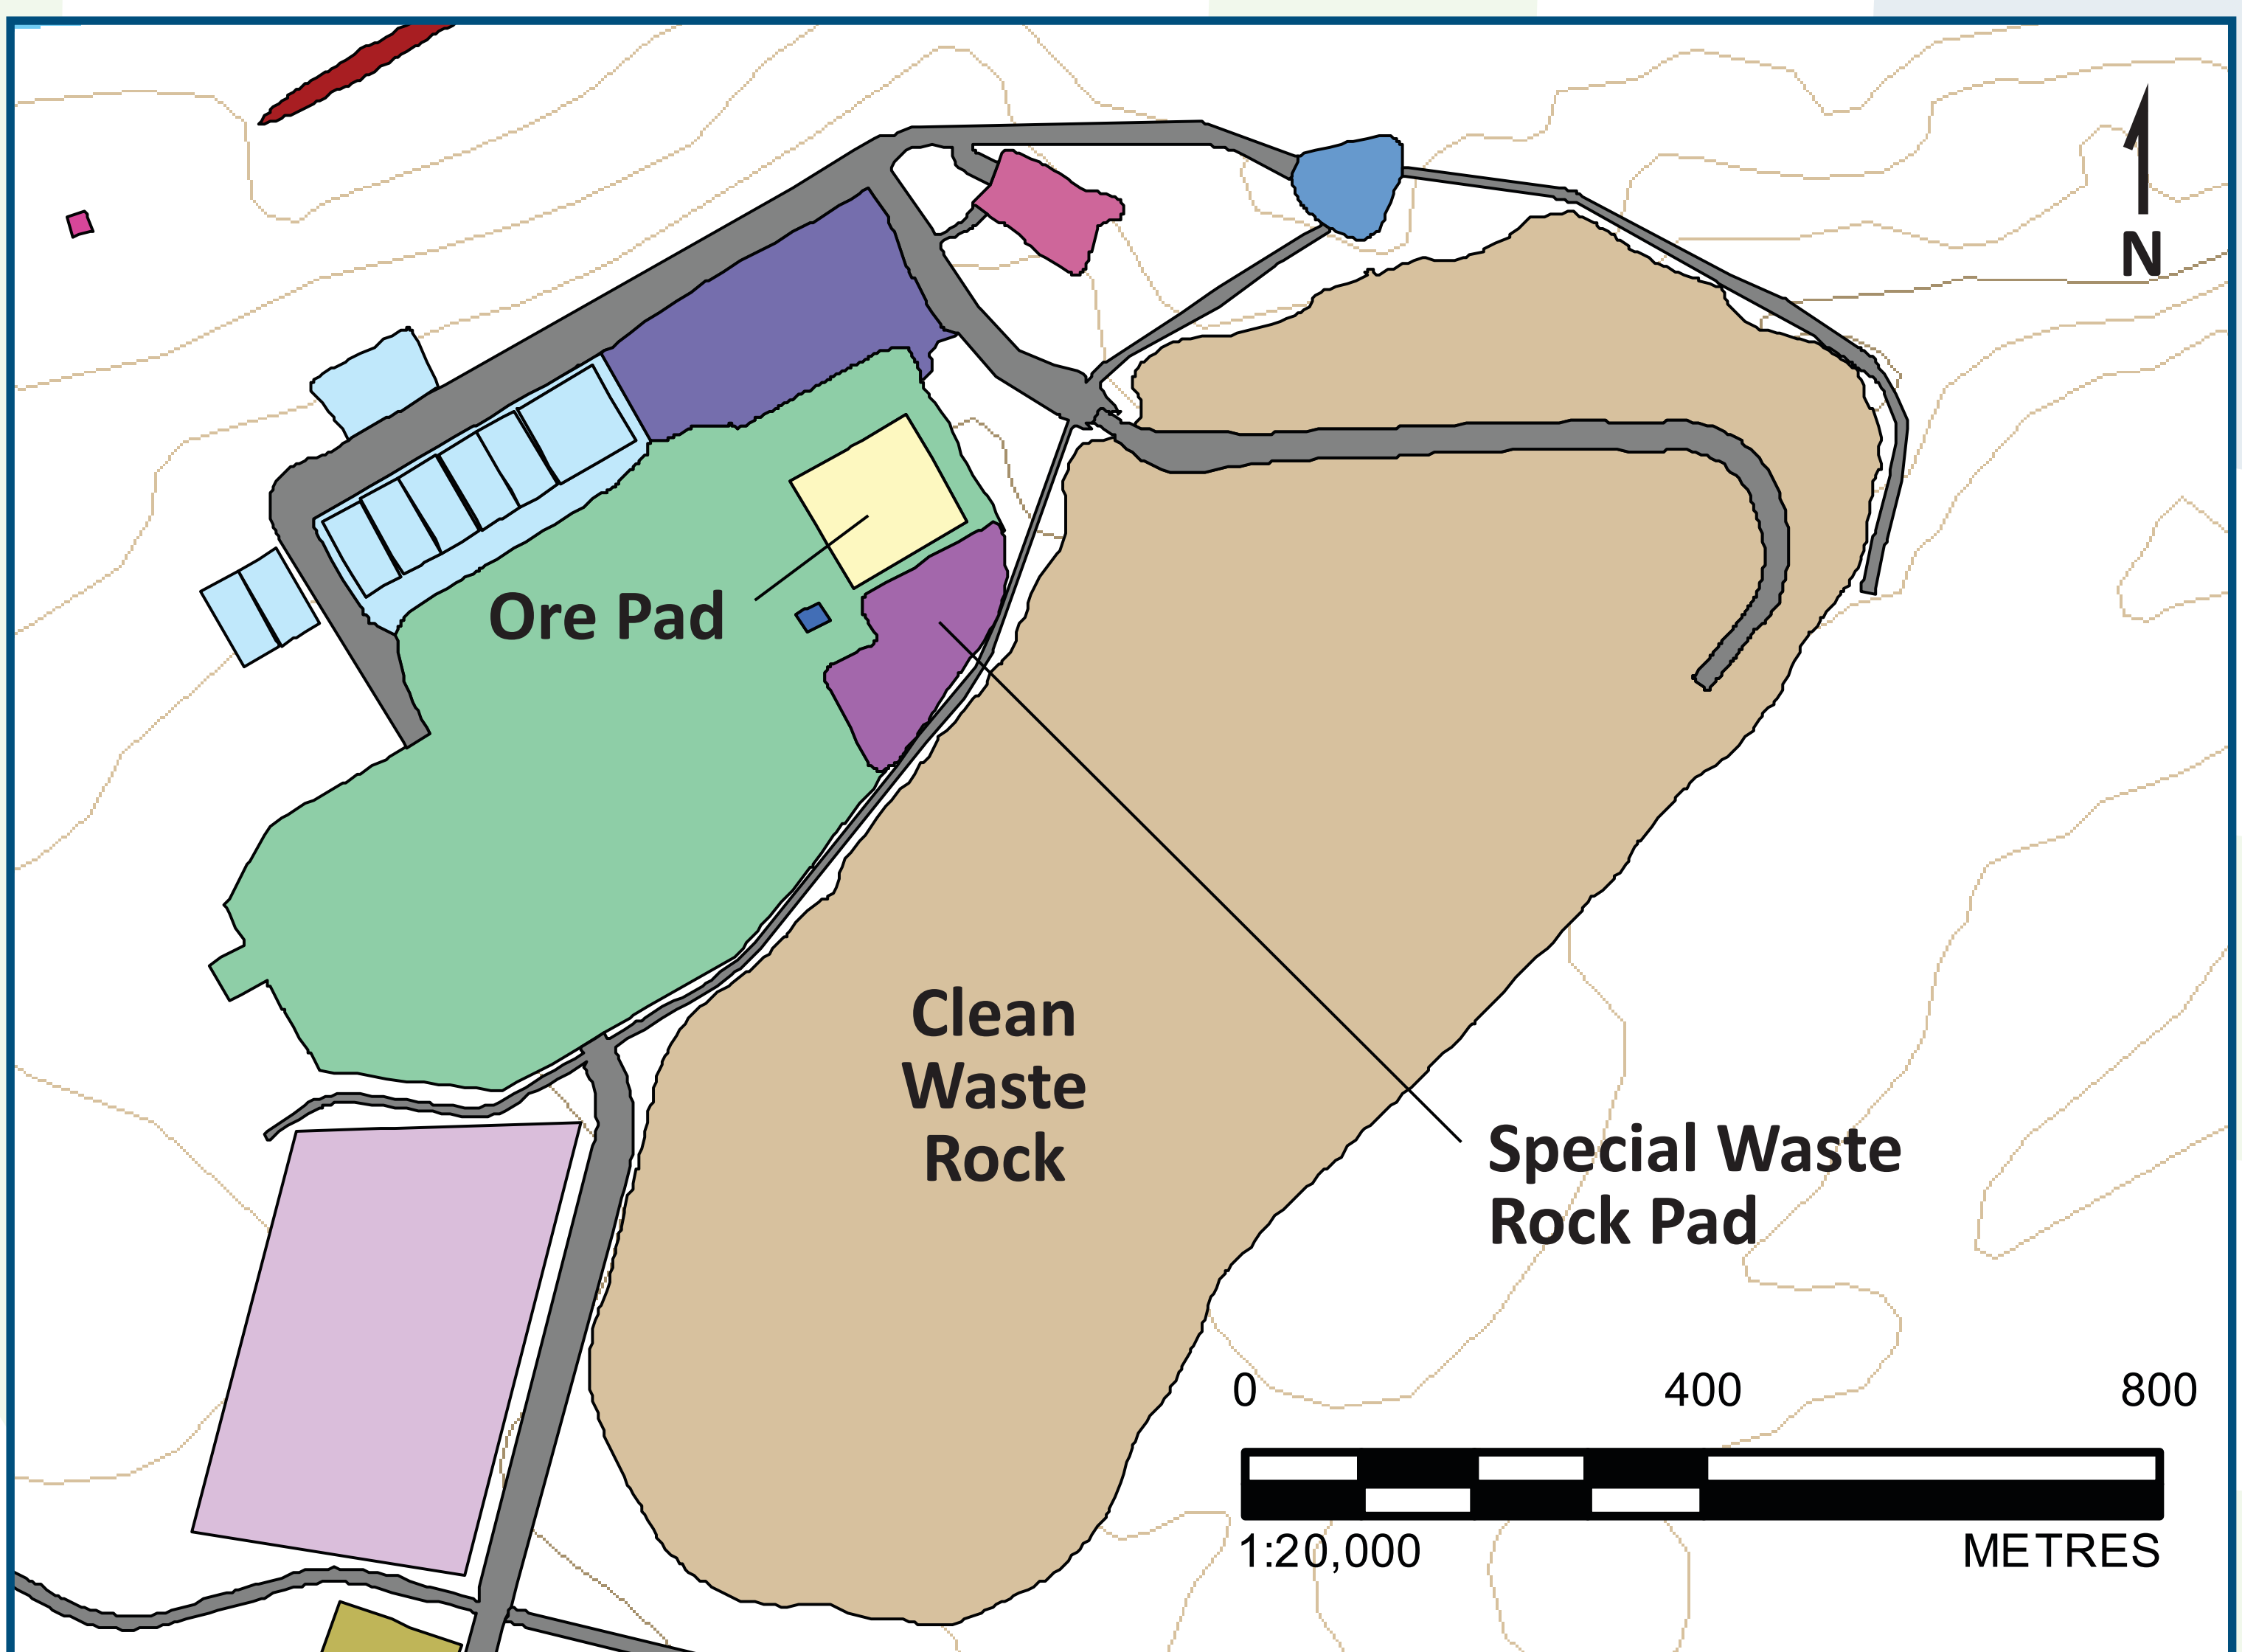 N
Ore Pad
Clean
Waste
Rock
Special Waste
Rock Pad
0 400 800
1:20,000 METRES